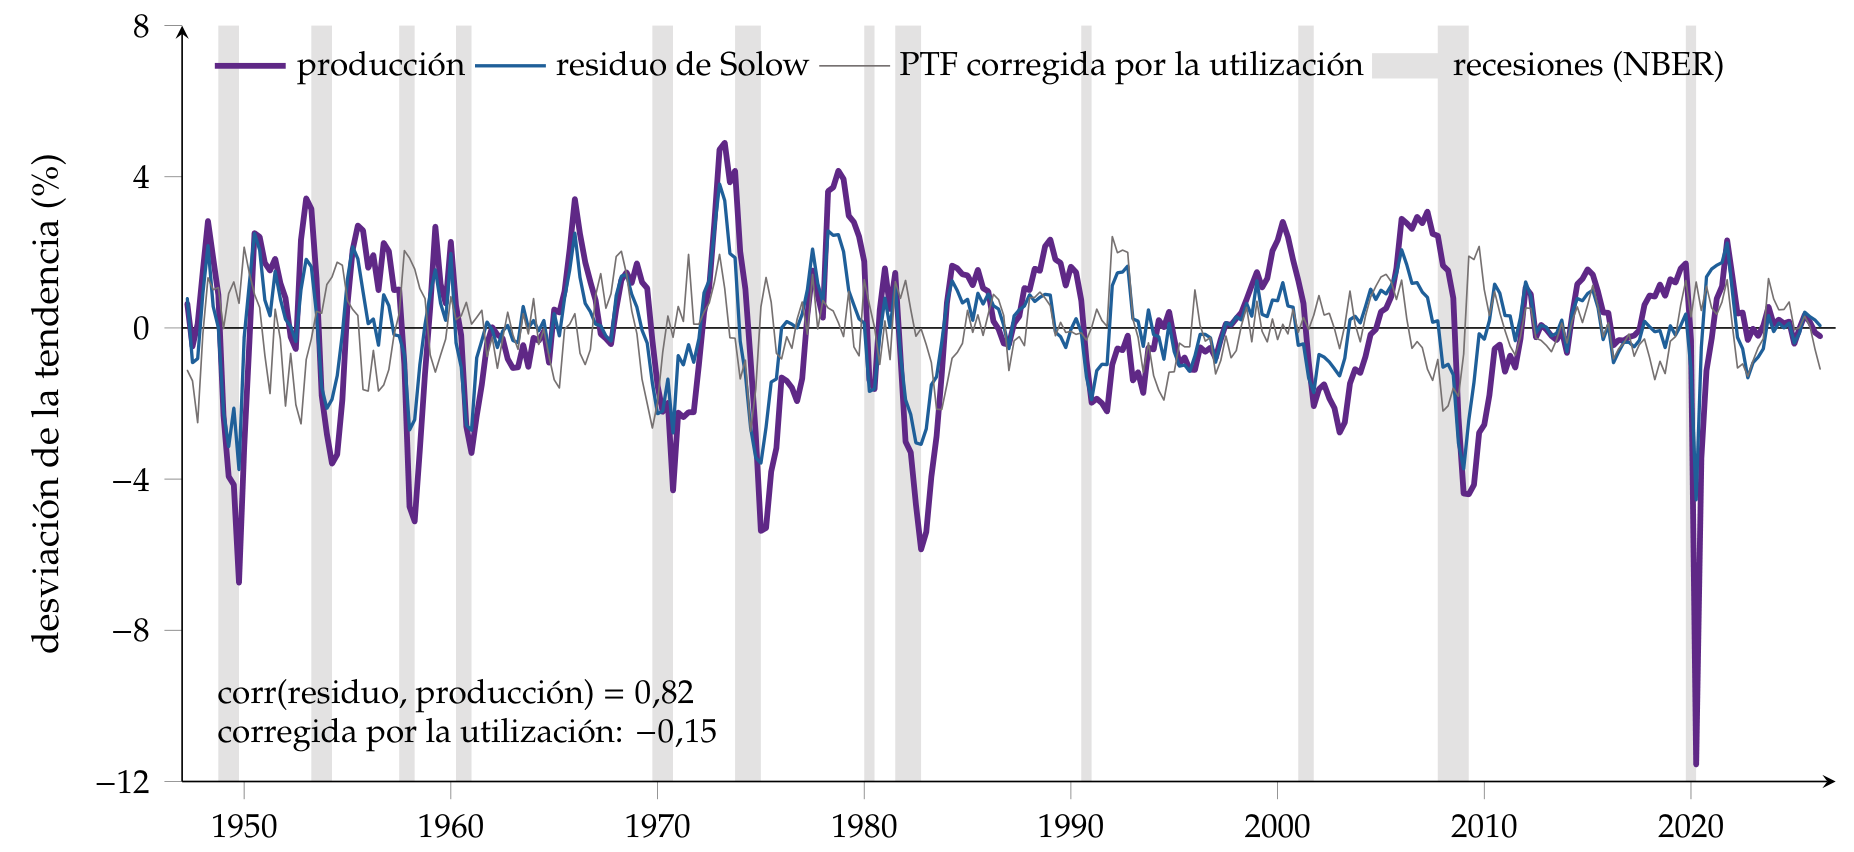 producción
residuo de Solow
PTF corregida por la utilización
recesiones (NBER)
desviación de la tendencia (%)
8
4
0
−4
−8
−12
corr(residuo, producción) = 0,82
corregida por la utilización: −0,15
1950
1960
1970
1980
1990
2000
2010
2020